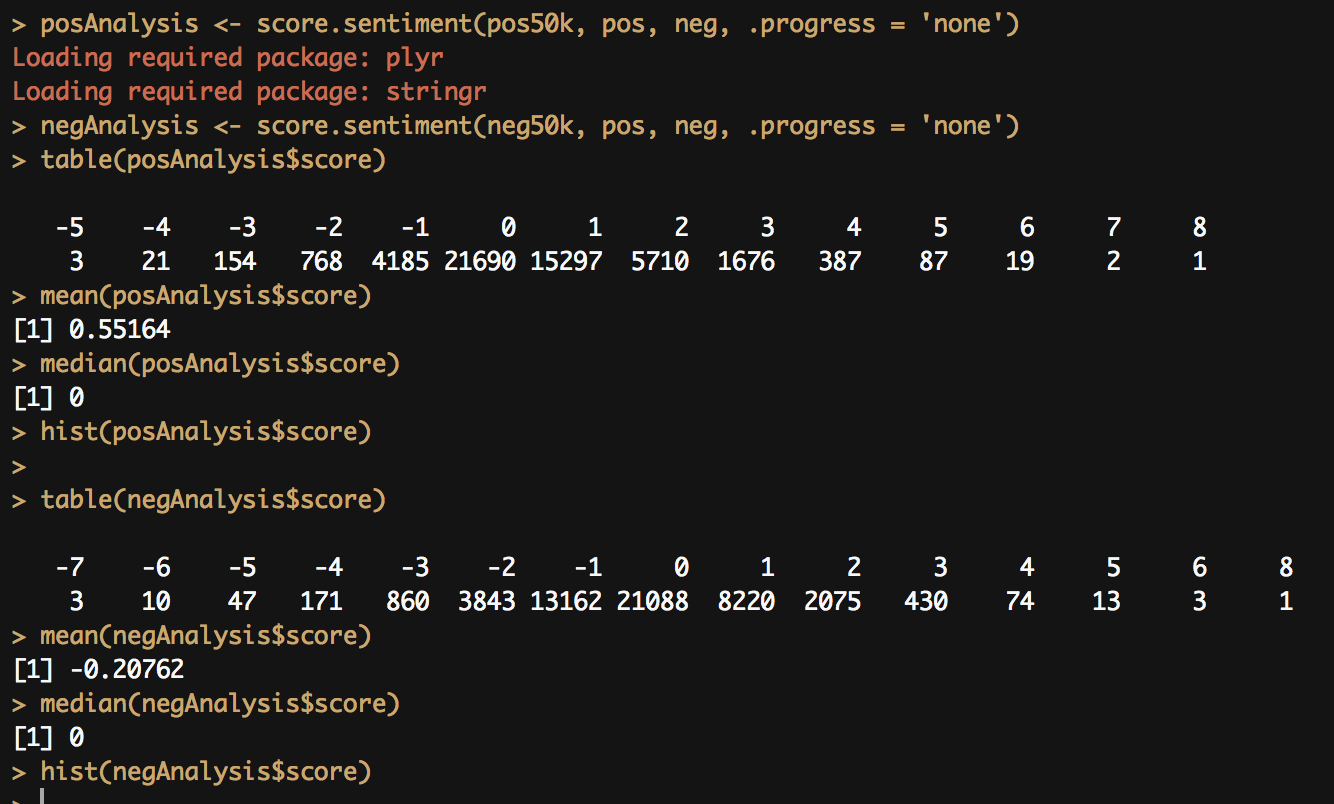 > posAnalysis <- score.sentiment(pos50k, pos, neg, .progress = 'none')
Loading required package: plyr
Loading required package: stringr
> negAnalysis <- score.sentiment(neg50k, pos, neg, .progress = 'none')
> table(posAnalysis$score)
-5 -4 -3 -2 -1 0 1 2 3 4 5 6 7 8
3 21 154 768 4185 21690 15297 5710 1676 387 87 19 2 1
> mean(posAnalysis$score)
[1] 0.55164
> median(posAnalysis$score)
[1] 0
> hist(posAnalysis$score)
>
> table(negAnalysis$score)
-7 -6 -5 -4 -3 -2 -1 0 1 2 3 4 5 6 8
3 10 47 171 860 3843 13162 21088 8220 2075 430 74 13 3 1
> mean(negAnalysis$score)
[1] -0.20762
> median(negAnalysis$score)
[1] 0
> hist(negAnalysis$score)
>